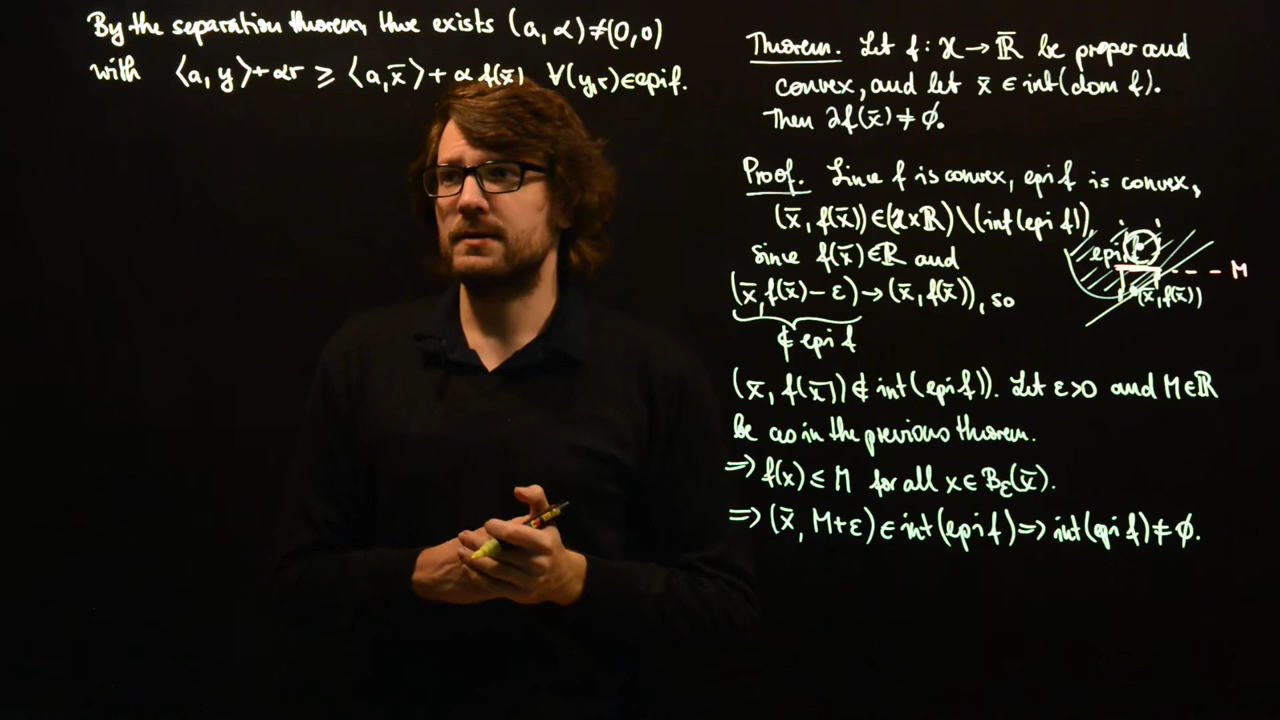 By the separation theorem, there exists (a, α) ≠ (0, 0)
with ⟨a, y⟩ + αr ⩾ ⟨a, x̄⟩ + α f(x̄) ∀(y, r) ∈ epi f.
Theorem. Let f : X → R̄ be proper and
convex, and let x̄ ∈ int(dom f).
Then ∂f(x̄) ≠ ∅.
Proof. Since f is convex, epi f is convex,
(x̄, f(x̄)) ∈ (X×ℝ) \ (int(epi f)),
since f(x̄) ∈ ℝ and
(x̄, f(x̄) − ε) → (x̄, f(x̄)), so
∉ epi f
epi f
M
(x̄, f(x̄))
(x̄, f(x̄)) ∉ int(epi f)). Let ε>0 and M∈ℝ
be as in the previous theorem.
⇒ f(x) ≤ M for all x ∈ B_ε(x̄).
⇒ (x̄, M+ε) ∈ int(epi f) ⇒ int(epi f) ≠ ∅.